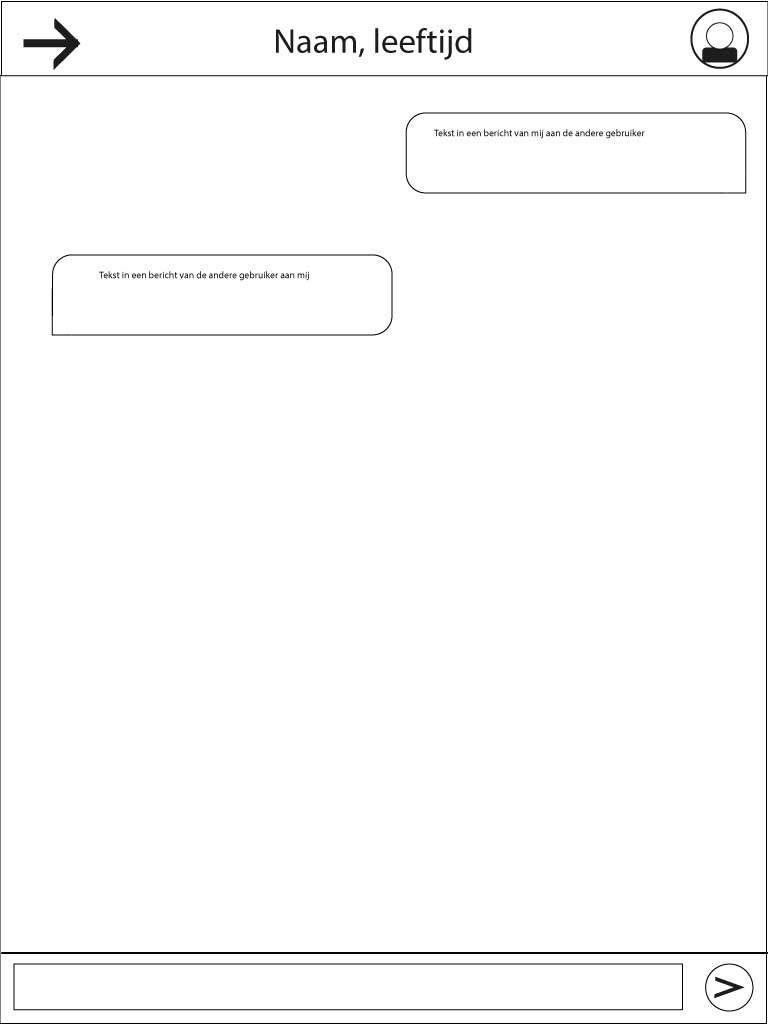 Naam, leeftijd
Tekst in een bericht van mij aan de andere gebruiker
Tekst in een bericht van de andere gebruiker aan mij
>